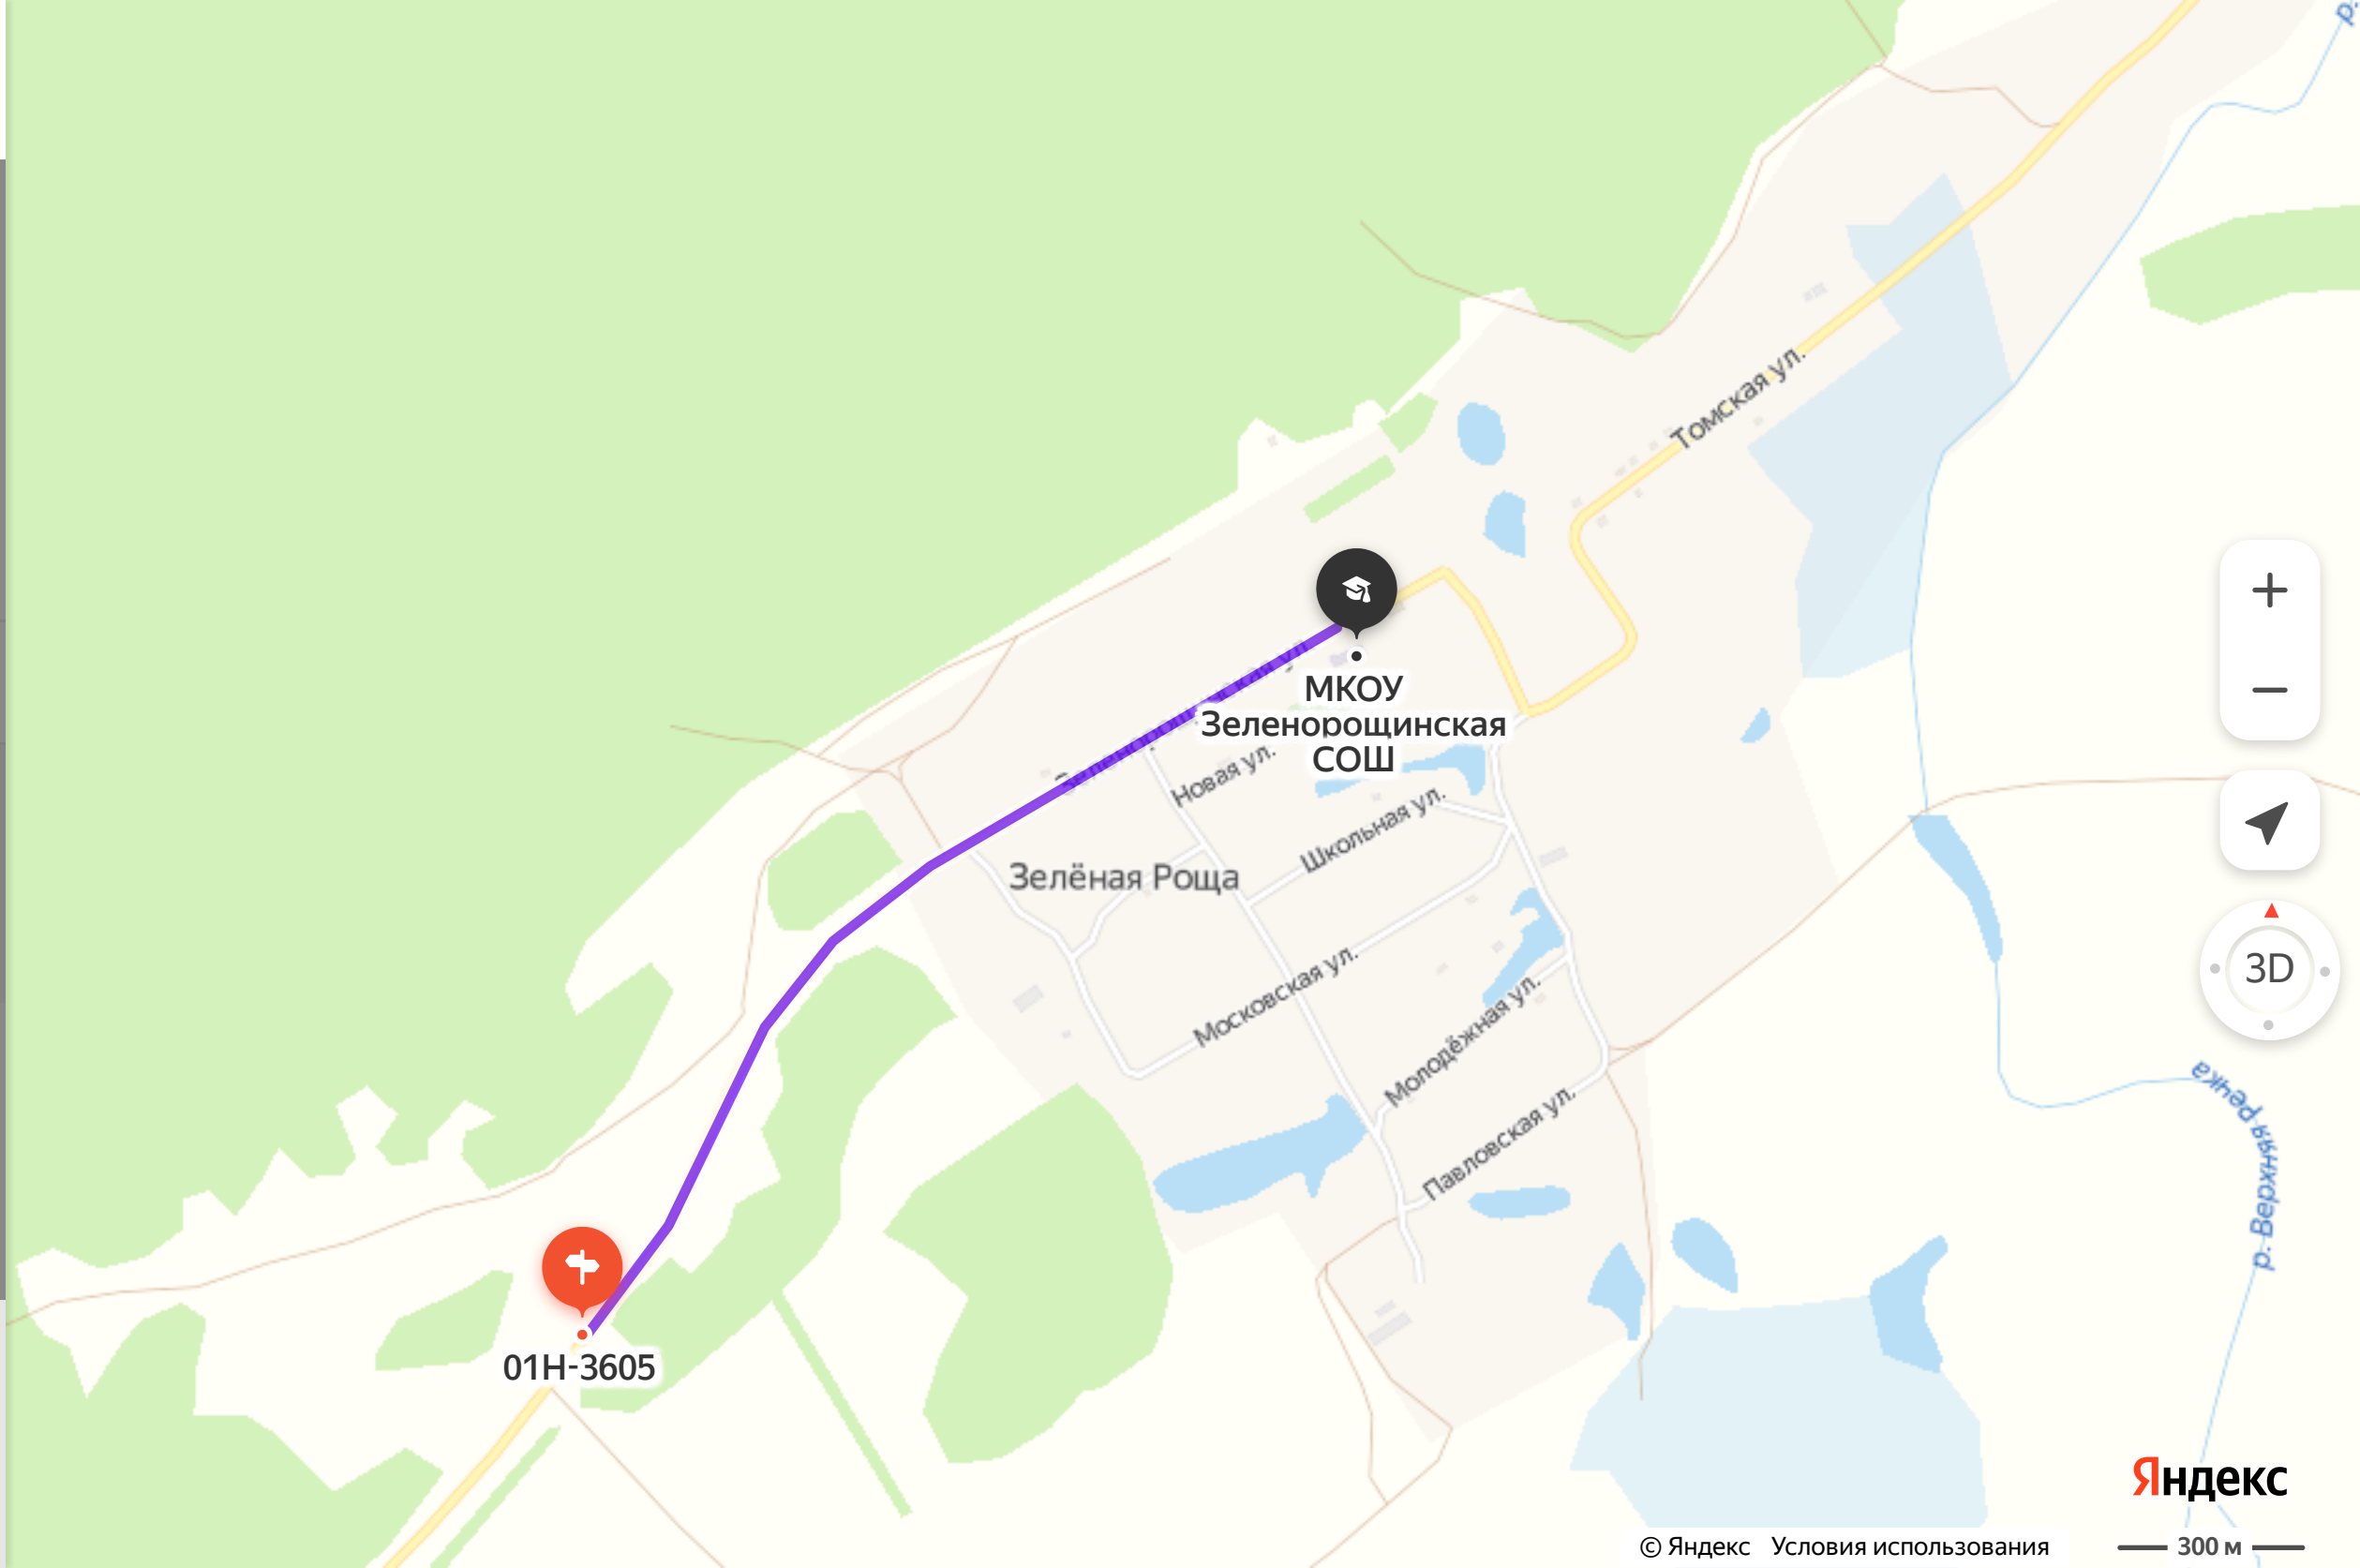 р.
Томская ул.
МКОУ
Зеленорощинская
СОШ
Новая ул.
Школьная ул.
Зелёная Роща
Московская ул.
Молодёжная ул.
Павловская ул.
р. Верхняя Речка
01Н-3605
3D
Яндекс
© Яндекс Условия использования
300 м